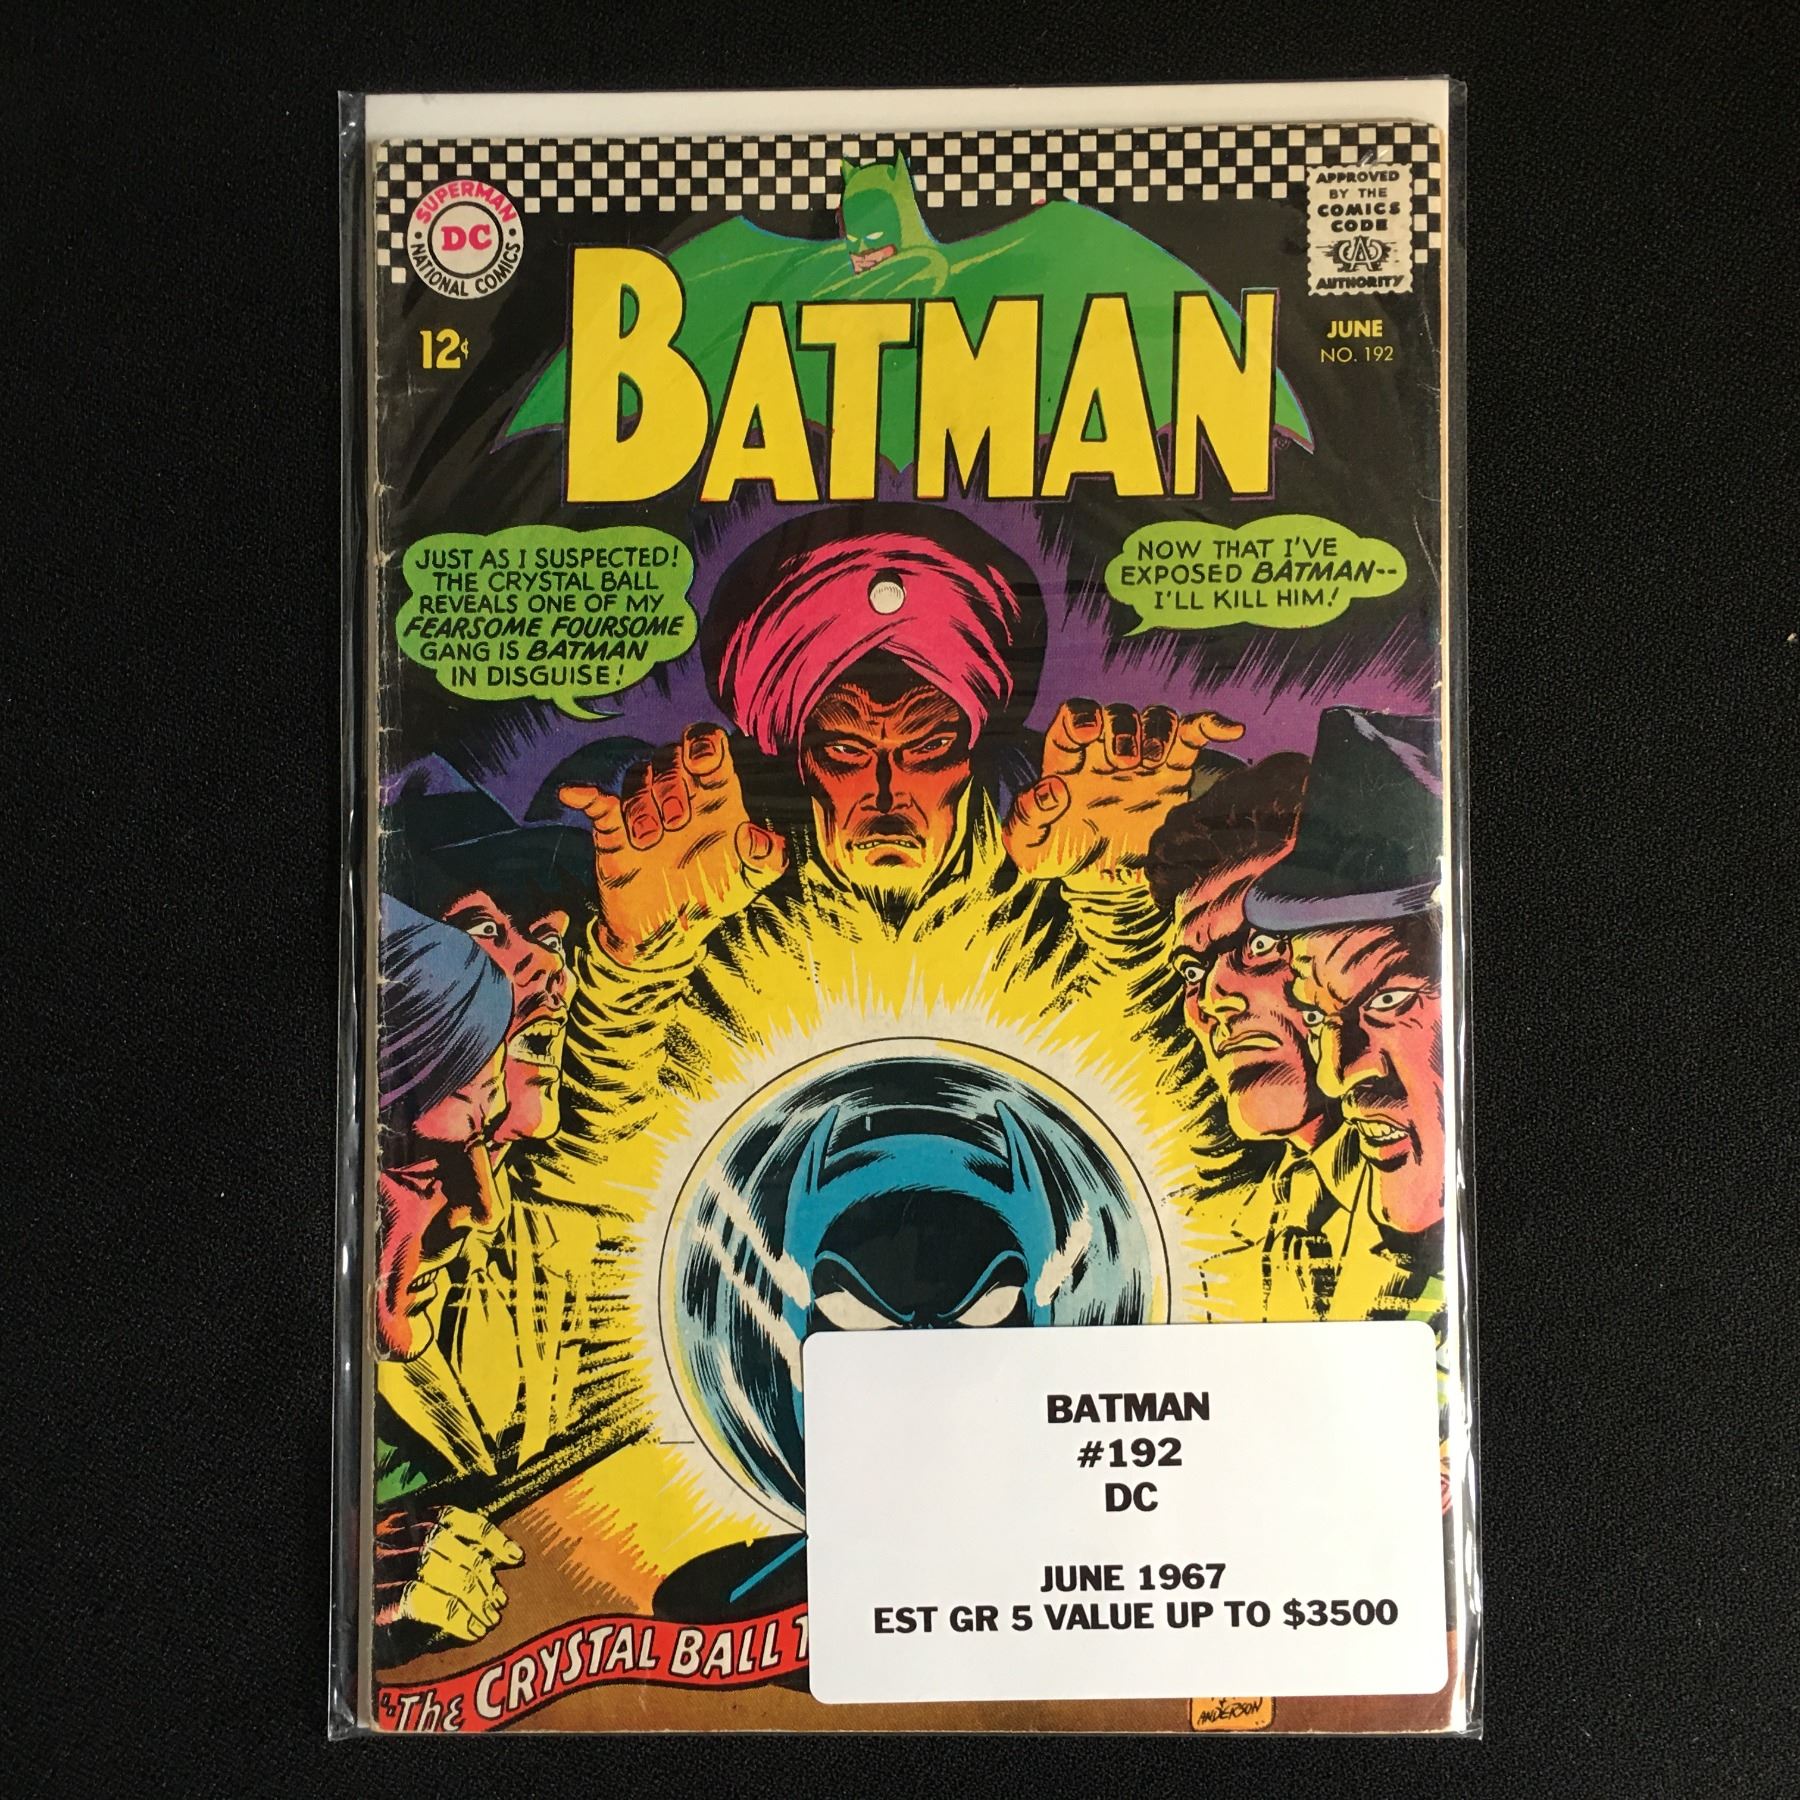 SUPERMAN
DC
NATIONAL COMICS
12¢
APPROVED
BY THE
COMICS
CODE
CA
AUTHORITY
JUNE
NO. 192
BATMAN
JUST AS I SUSPECTED!
THE CRYSTAL BALL
REVEALS ONE OF MY
FEARSOME FOURSOME
GANG IS BATMAN
IN DISGUISE!
NOW THAT I'VE
EXPOSED BATMAN--
I'LL KILL HIM!
BATMAN
#192
DC
JUNE 1967
EST GR 5 VALUE UP TO $3500
"The CRYSTAL BALL
ANDERSON